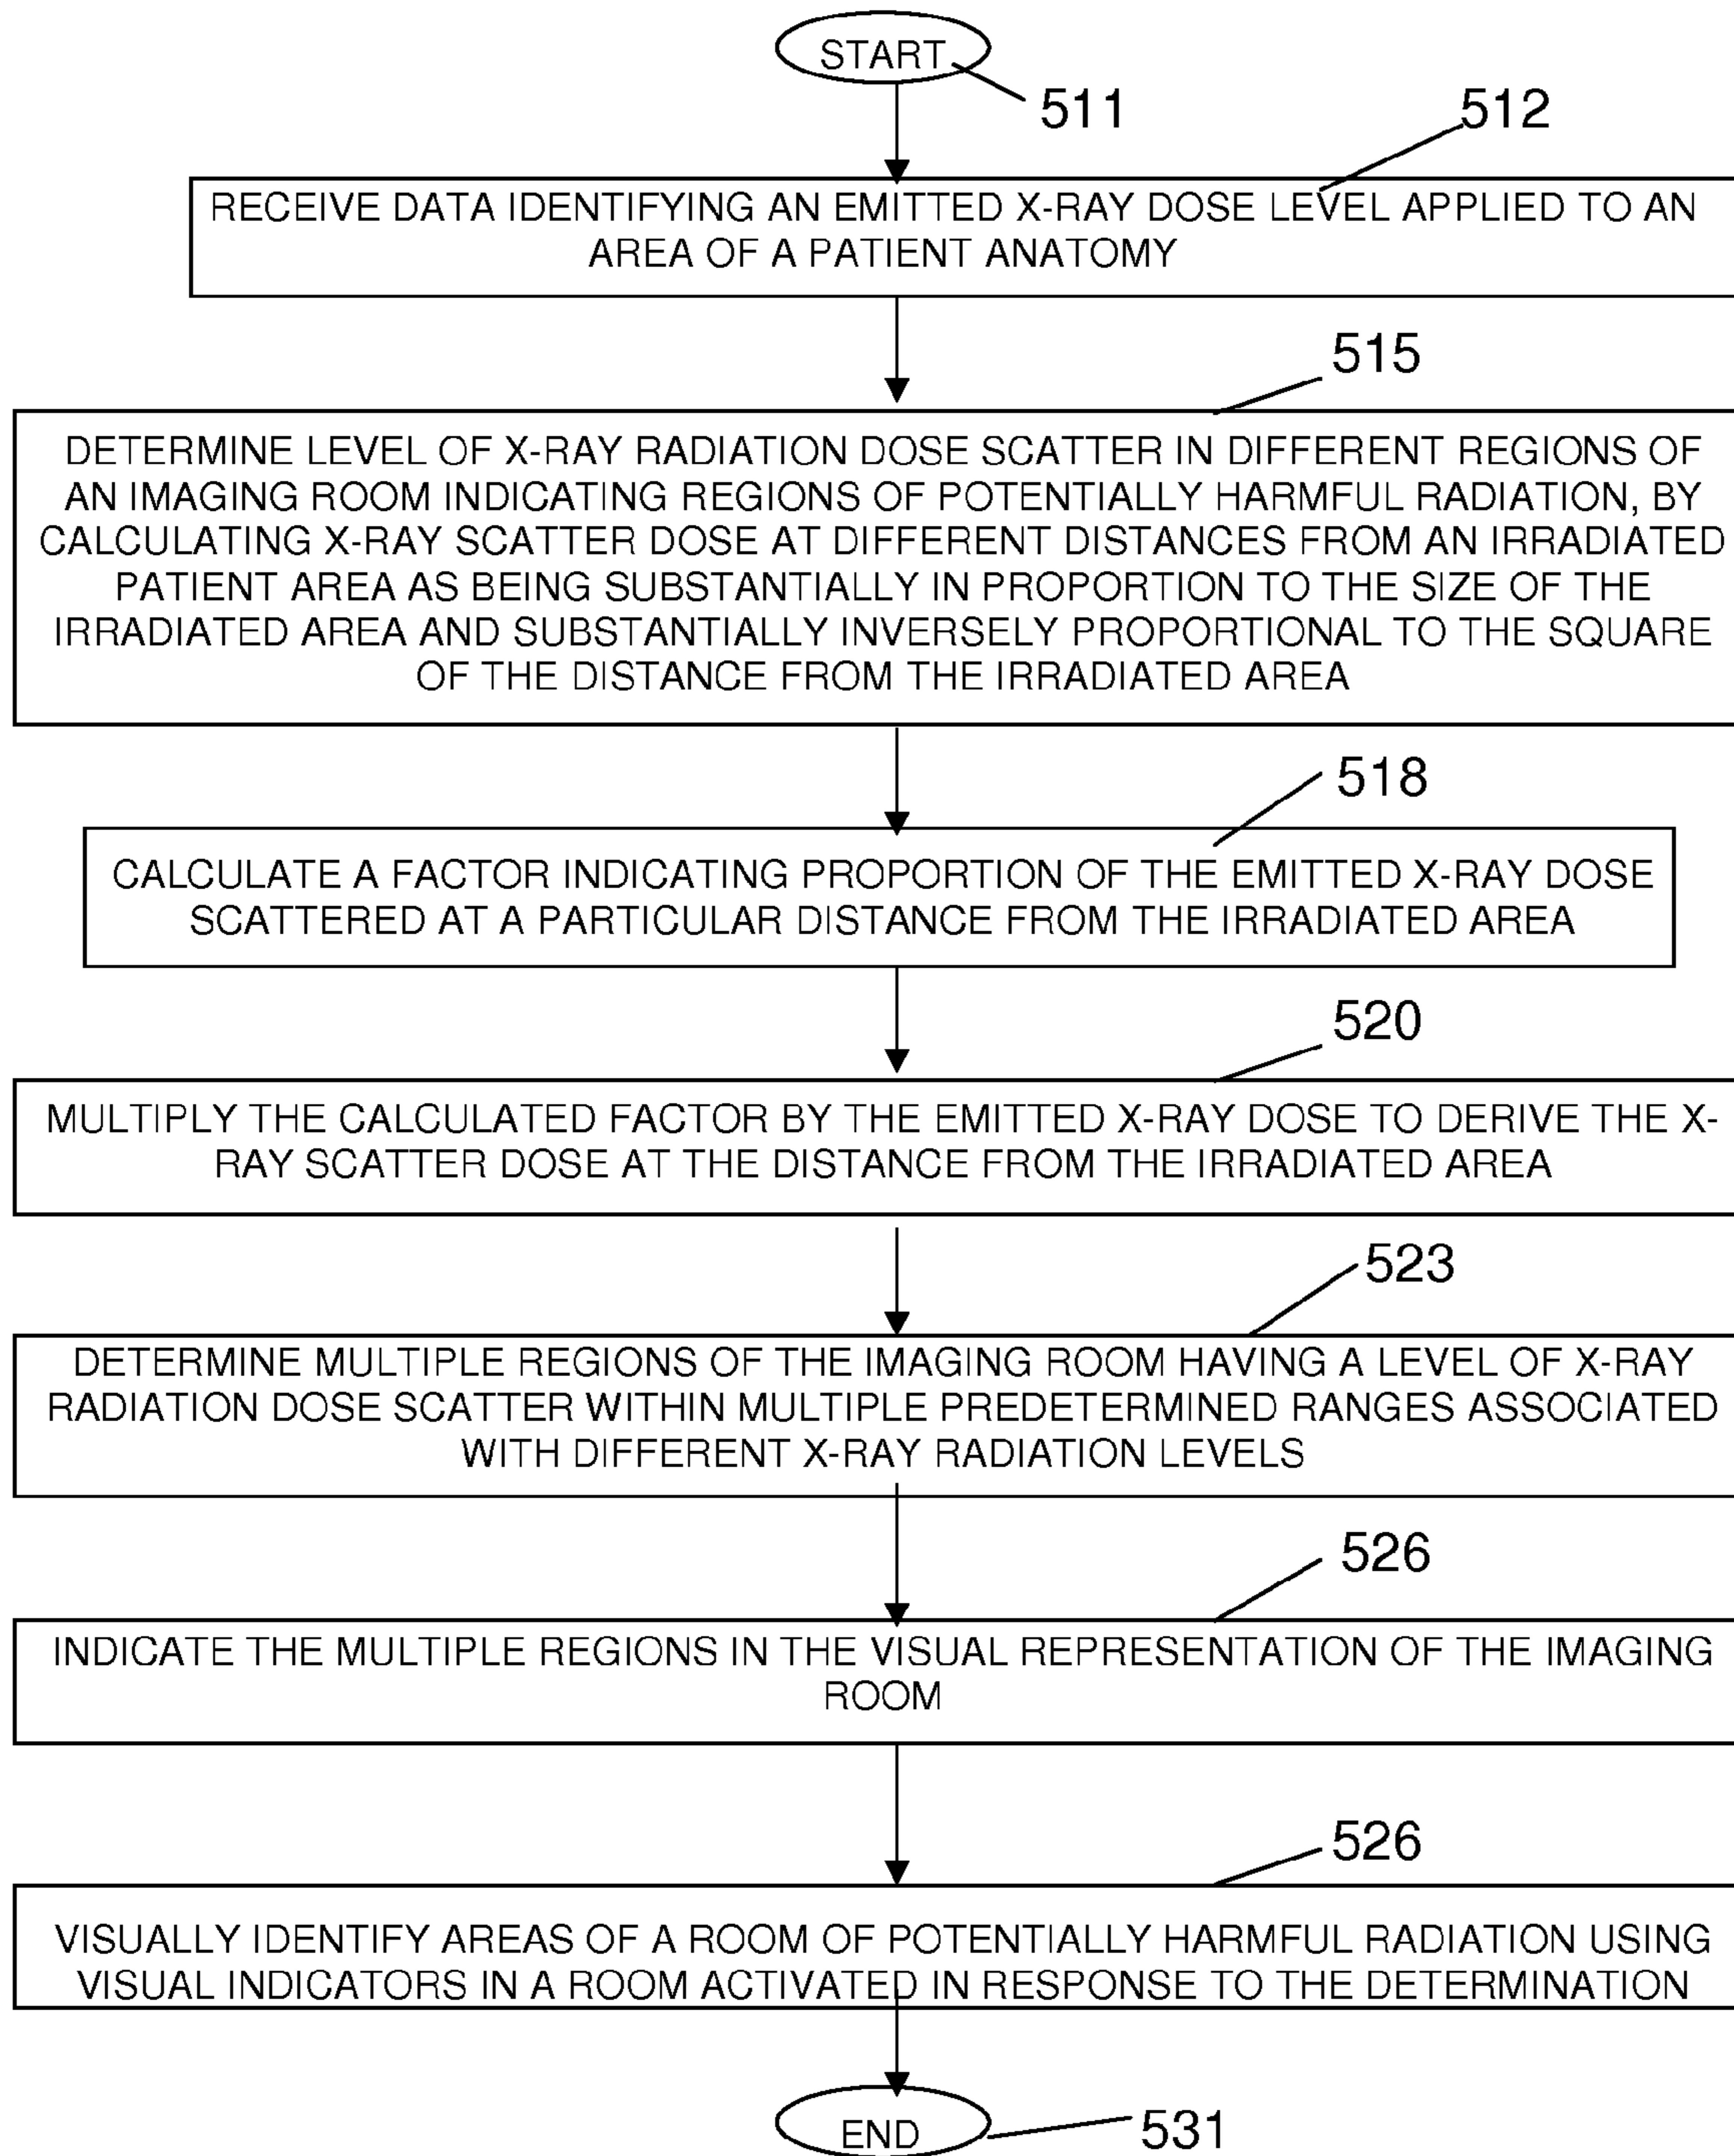 START
511
512
RECEIVE DATA IDENTIFYING AN EMITTED X-RAY DOSE LEVEL APPLIED TO AN
AREA OF A PATIENT ANATOMY
515
DETERMINE LEVEL OF X-RAY RADIATION DOSE SCATTER IN DIFFERENT REGIONS OF
AN IMAGING ROOM INDICATING REGIONS OF POTENTIALLY HARMFUL RADIATION, BY
CALCULATING X-RAY SCATTER DOSE AT DIFFERENT DISTANCES FROM AN IRRADIATED
PATIENT AREA AS BEING SUBSTANTIALLY IN PROPORTION TO THE SIZE OF THE
IRRADIATED AREA AND SUBSTANTIALLY INVERSELY PROPORTIONAL TO THE SQUARE
OF THE DISTANCE FROM THE IRRADIATED AREA
518
CALCULATE A FACTOR INDICATING PROPORTION OF THE EMITTED X-RAY DOSE
SCATTERED AT A PARTICULAR DISTANCE FROM THE IRRADIATED AREA
520
MULTIPLY THE CALCULATED FACTOR BY THE EMITTED X-RAY DOSE TO DERIVE THE X-
RAY SCATTER DOSE AT THE DISTANCE FROM THE IRRADIATED AREA
523
DETERMINE MULTIPLE REGIONS OF THE IMAGING ROOM HAVING A LEVEL OF X-RAY
RADIATION DOSE SCATTER WITHIN MULTIPLE PREDETERMINED RANGES ASSOCIATED
WITH DIFFERENT X-RAY RADIATION LEVELS
526
INDICATE THE MULTIPLE REGIONS IN THE VISUAL REPRESENTATION OF THE IMAGING
ROOM
526
VISUALLY IDENTIFY AREAS OF A ROOM OF POTENTIALLY HARMFUL RADIATION USING
VISUAL INDICATORS IN A ROOM ACTIVATED IN RESPONSE TO THE DETERMINATION
END
531